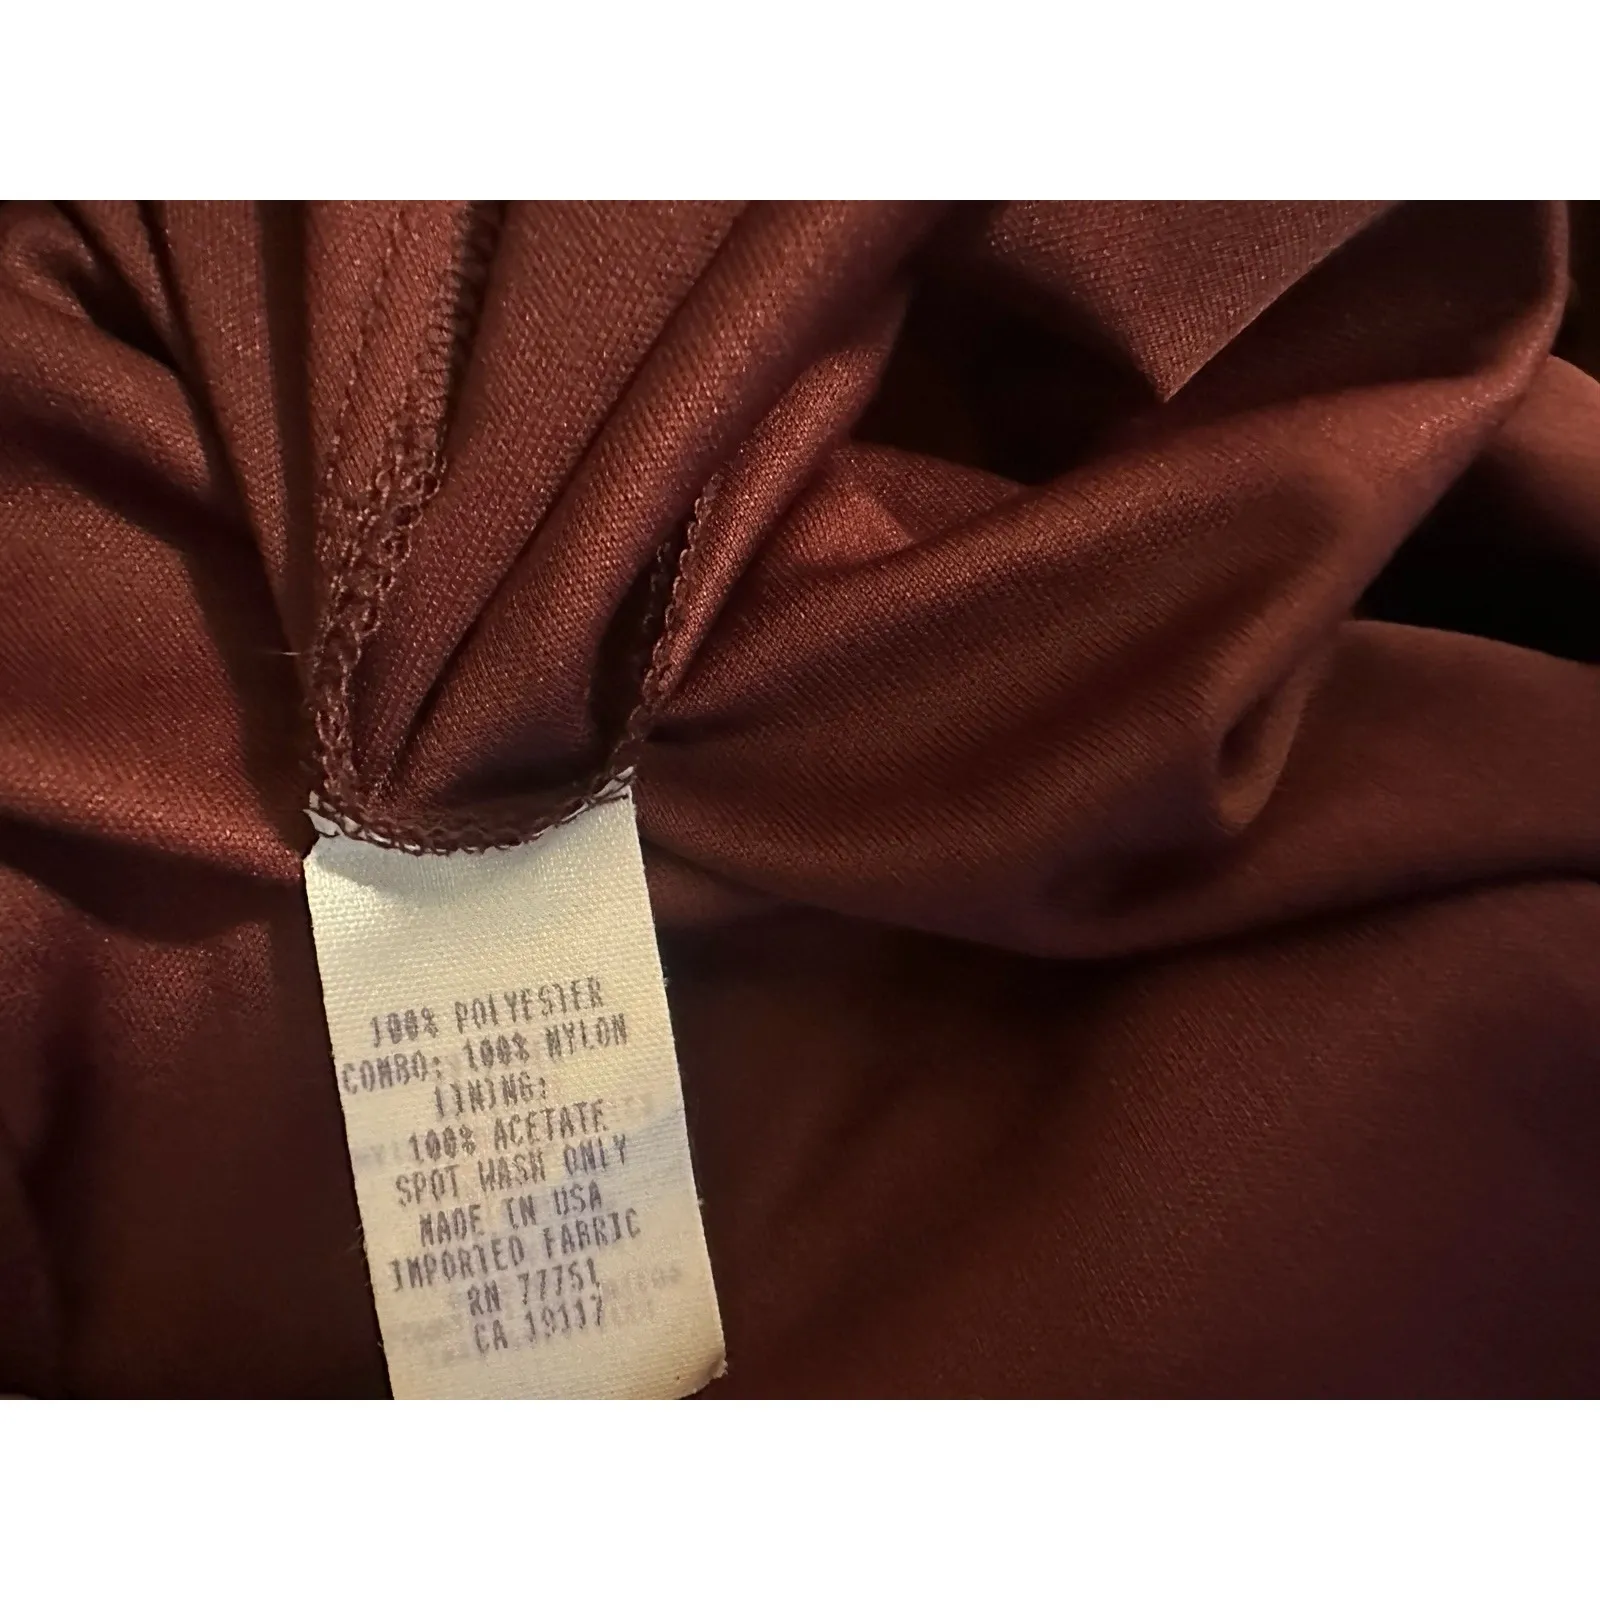 100% POLYESTER
COMBO: 100% NYLON
LINING:
100% ACETATE
SPOT WASH ONLY
MADE IN USA
IMPORTED FABRIC
RN 77751
CA 19117